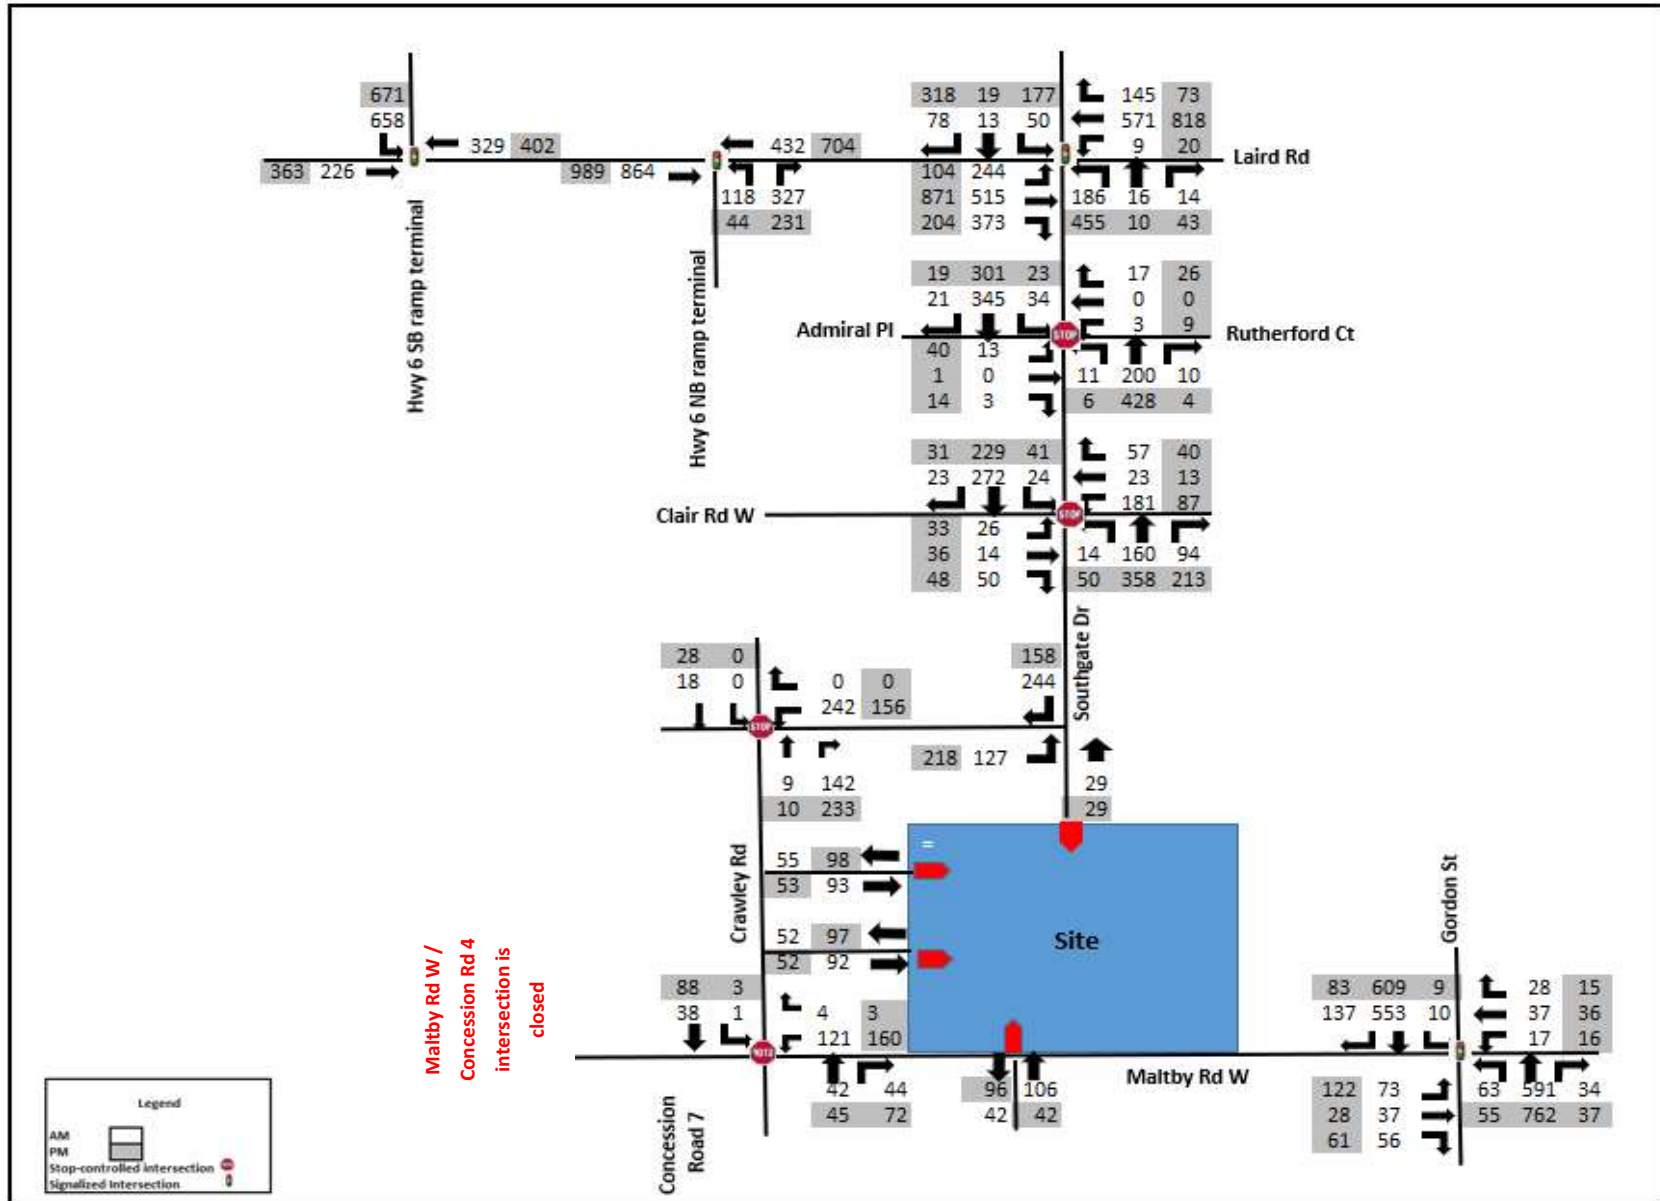 671
658
329 402
363 226
Hwy 6 SB ramp terminal
989 864
432 704
118 327
44 231
Hwy 6 NB ramp terminal
318 19 177
78 13 50
145 73
571 818
9 20
Laird Rd
104 244
871 515
204 373
186 16 14
455 10 43
19 301 23
21 345 34
17 26
0 0
3 9
Admiral Pl
STOP
Rutherford Ct
40 13
1 0
14 3
11 200 10
6 428 4
31 229 41
23 272 24
57 40
23 13
181 87
Clair Rd W
STOP
33 26
36 14
48 50
14 160 94
50 358 213
Southgate Dr
28 0
18 0
0 0
242 156
158
244
STOP
218 127
9 142
10 233
29
29
Crawley Rd
55 98
53 93
=
52 97
52 92
Site
Gordon St
Maltby Rd W /
Concession Rd 4
intersection is
closed
88 3
38 1
4 3
121 160
42 44
45 72
96 106
42 42
Maltby Rd W
Concession
Road 7
83 609 9
137 553 10
28 15
37 36
17 16
122 73
28 37
61 56
63 591 34
55 762 37
Legend
AM
PM
Stop-controlled intersection
Signalized Intersection